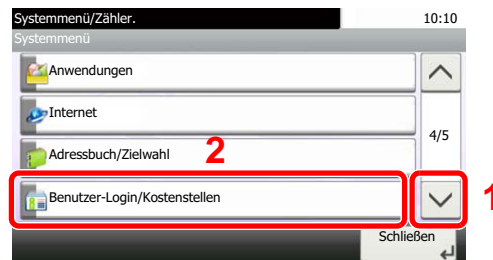 Systemmenü/Zähler. 10:10
Systemmenü
Anwendungen
Internet
4/5
Adressbuch/Zielwahl 2
Benutzer-Login/Kostenstellen 1
Schließen